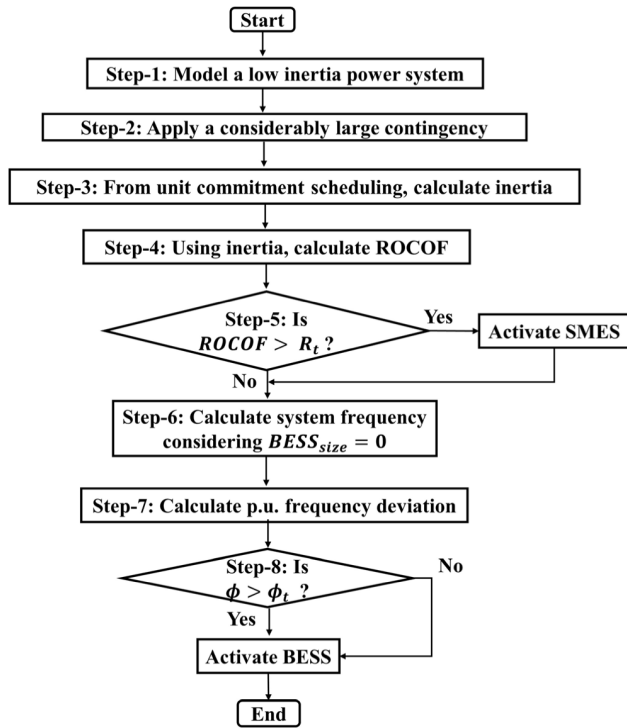 Start
Step-1: Model a low inertia power system
Step-2: Apply a considerably large contingency
Step-3: From unit commitment scheduling, calculate inertia
Step-4: Using inertia, calculate ROCOF
Step-5: Is
ROCOF > Rₜ ?
Yes
Activate SMES
No
Step-6: Calculate system frequency
considering BESS_size = 0
Step-7: Calculate p.u. frequency deviation
Step-8: Is
ϕ > ϕₜ ?
No
Yes
Activate BESS
End